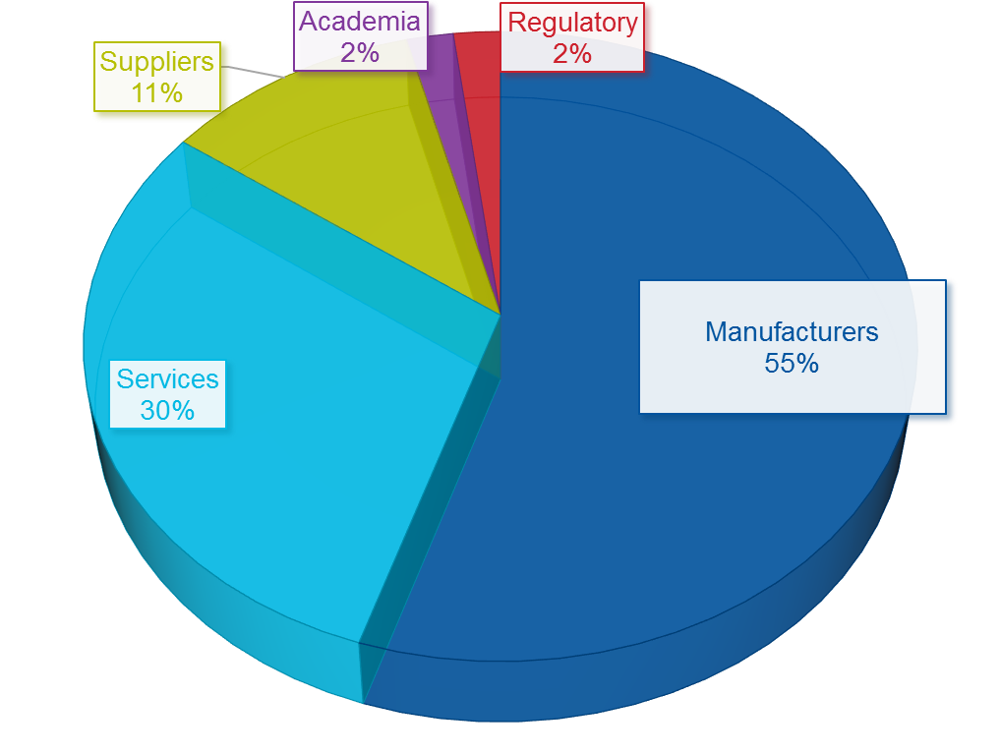 Academia
2%
Regulatory
2%
Suppliers
11%
Manufacturers
55%
Services
30%